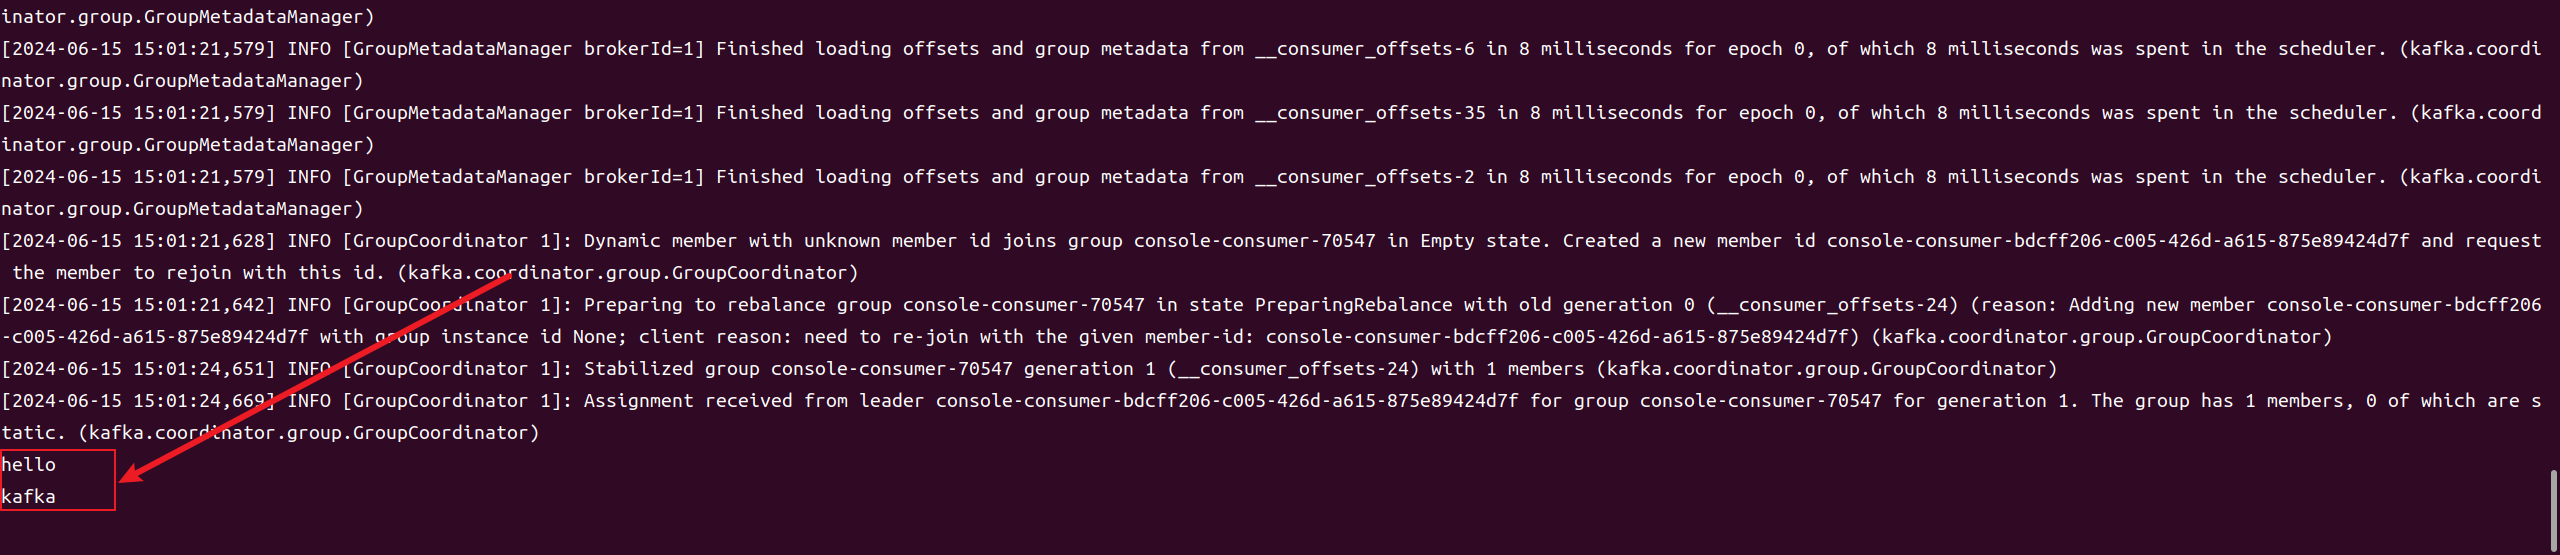 inator.group.GroupMetadataManager)
[2024-06-15 15:01:21,579] INFO [GroupMetadataManager brokerId=1] Finished loading offsets and group metadata from __consumer_offsets-6 in 8 milliseconds for epoch 0, of which 8 milliseconds was spent in the scheduler. (kafka.coordi
nator.group.GroupMetadataManager)
[2024-06-15 15:01:21,579] INFO [GroupMetadataManager brokerId=1] Finished loading offsets and group metadata from __consumer_offsets-35 in 8 milliseconds for epoch 0, of which 8 milliseconds was spent in the scheduler. (kafka.coord
inator.group.GroupMetadataManager)
[2024-06-15 15:01:21,579] INFO [GroupMetadataManager brokerId=1] Finished loading offsets and group metadata from __consumer_offsets-2 in 8 milliseconds for epoch 0, of which 8 milliseconds was spent in the scheduler. (kafka.coordi
nator.group.GroupMetadataManager)
[2024-06-15 15:01:21,628] INFO [GroupCoordinator 1]: Dynamic member with unknown member id joins group console-consumer-70547 in Empty state. Created a new member id console-consumer-bdcff206-c005-426d-a615-875e89424d7f and request
 the member to rejoin with this id. (kafka.coordinator.group.GroupCoordinator)
[2024-06-15 15:01:21,642] INFO [GroupCoordinator 1]: Preparing to rebalance group console-consumer-70547 in state PreparingRebalance with old generation 0 (__consumer_offsets-24) (reason: Adding new member console-consumer-bdcff206
-c005-426d-a615-875e89424d7f with group instance id None; client reason: need to re-join with the given member-id: console-consumer-bdcff206-c005-426d-a615-875e89424d7f) (kafka.coordinator.group.GroupCoordinator)
[2024-06-15 15:01:24,651] INFO [GroupCoordinator 1]: Stabilized group console-consumer-70547 generation 1 (__consumer_offsets-24) with 1 members (kafka.coordinator.group.GroupCoordinator)
[2024-06-15 15:01:24,669] INFO [GroupCoordinator 1]: Assignment received from leader console-consumer-bdcff206-c005-426d-a615-875e89424d7f for group console-consumer-70547 for generation 1. The group has 1 members, 0 of which are s
tatic. (kafka.coordinator.group.GroupCoordinator)
hello
kafka